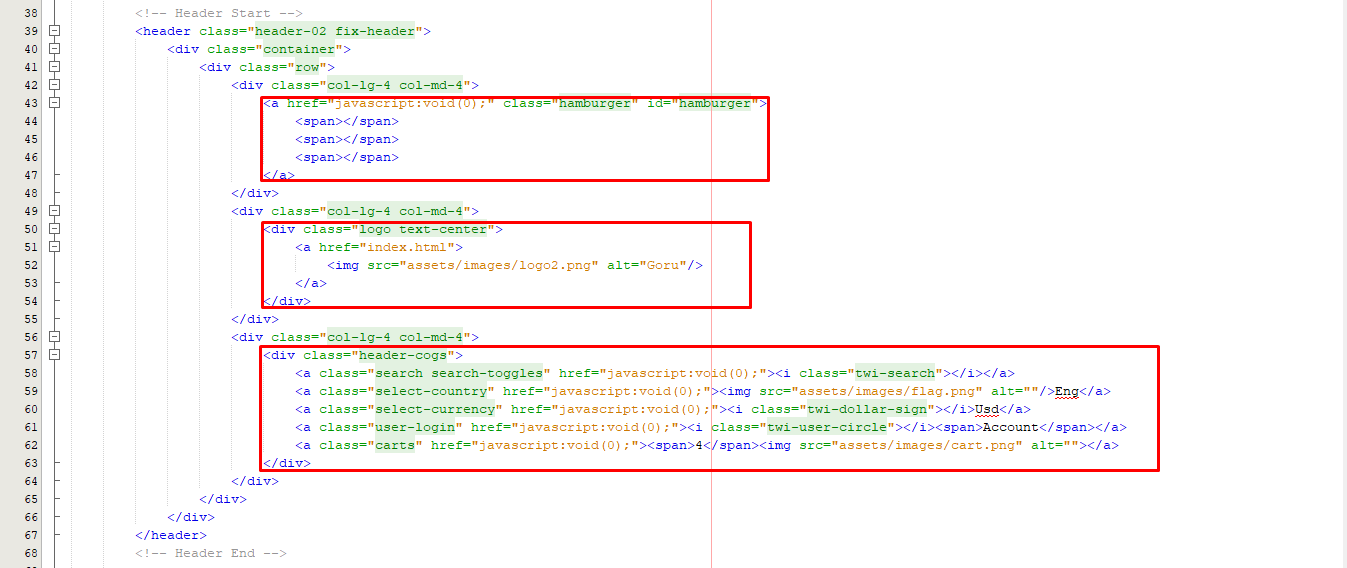 38 <!-- Header Start -->
39 <header class="header-02 fix-header">
40 <div class="container">
41 <div class="row">
42 <div class="col-lg-4 col-md-4">
43 <a href="javascript:void(0);" class="hamburger" id="hamburger">
44 <span></span>
45 <span></span>
46 <span></span>
47 </a>
48 </div>
49 <div class="col-lg-4 col-md-4">
50 <div class="logo text-center">
51 <a href="index.html">
52 <img src="assets/images/logo2.png" alt="Goru"/>
53 </a>
54 </div>
55 </div>
56 <div class="col-lg-4 col-md-4">
57 <div class="header-cogs">
58 <a class="search search-toggles" href="javascript:void(0);"><i class="twi-search"></i></a>
59 <a class="select-country" href="javascript:void(0);"><img src="assets/images/flag.png" alt=""/>Eng</a>
60 <a class="select-currency" href="javascript:void(0);"><i class="twi-dollar-sign"></i>Usd</a>
61 <a class="user-login" href="javascript:void(0);"><i class="twi-user-circle"></i><span>Account</span></a>
62 <a class="carts" href="javascript:void(0);"><span>4</span><img src="assets/images/cart.png" alt=""></a>
63 </div>
64 </div>
65 </div>
66 </div>
67 </header>
68 <!-- Header End -->